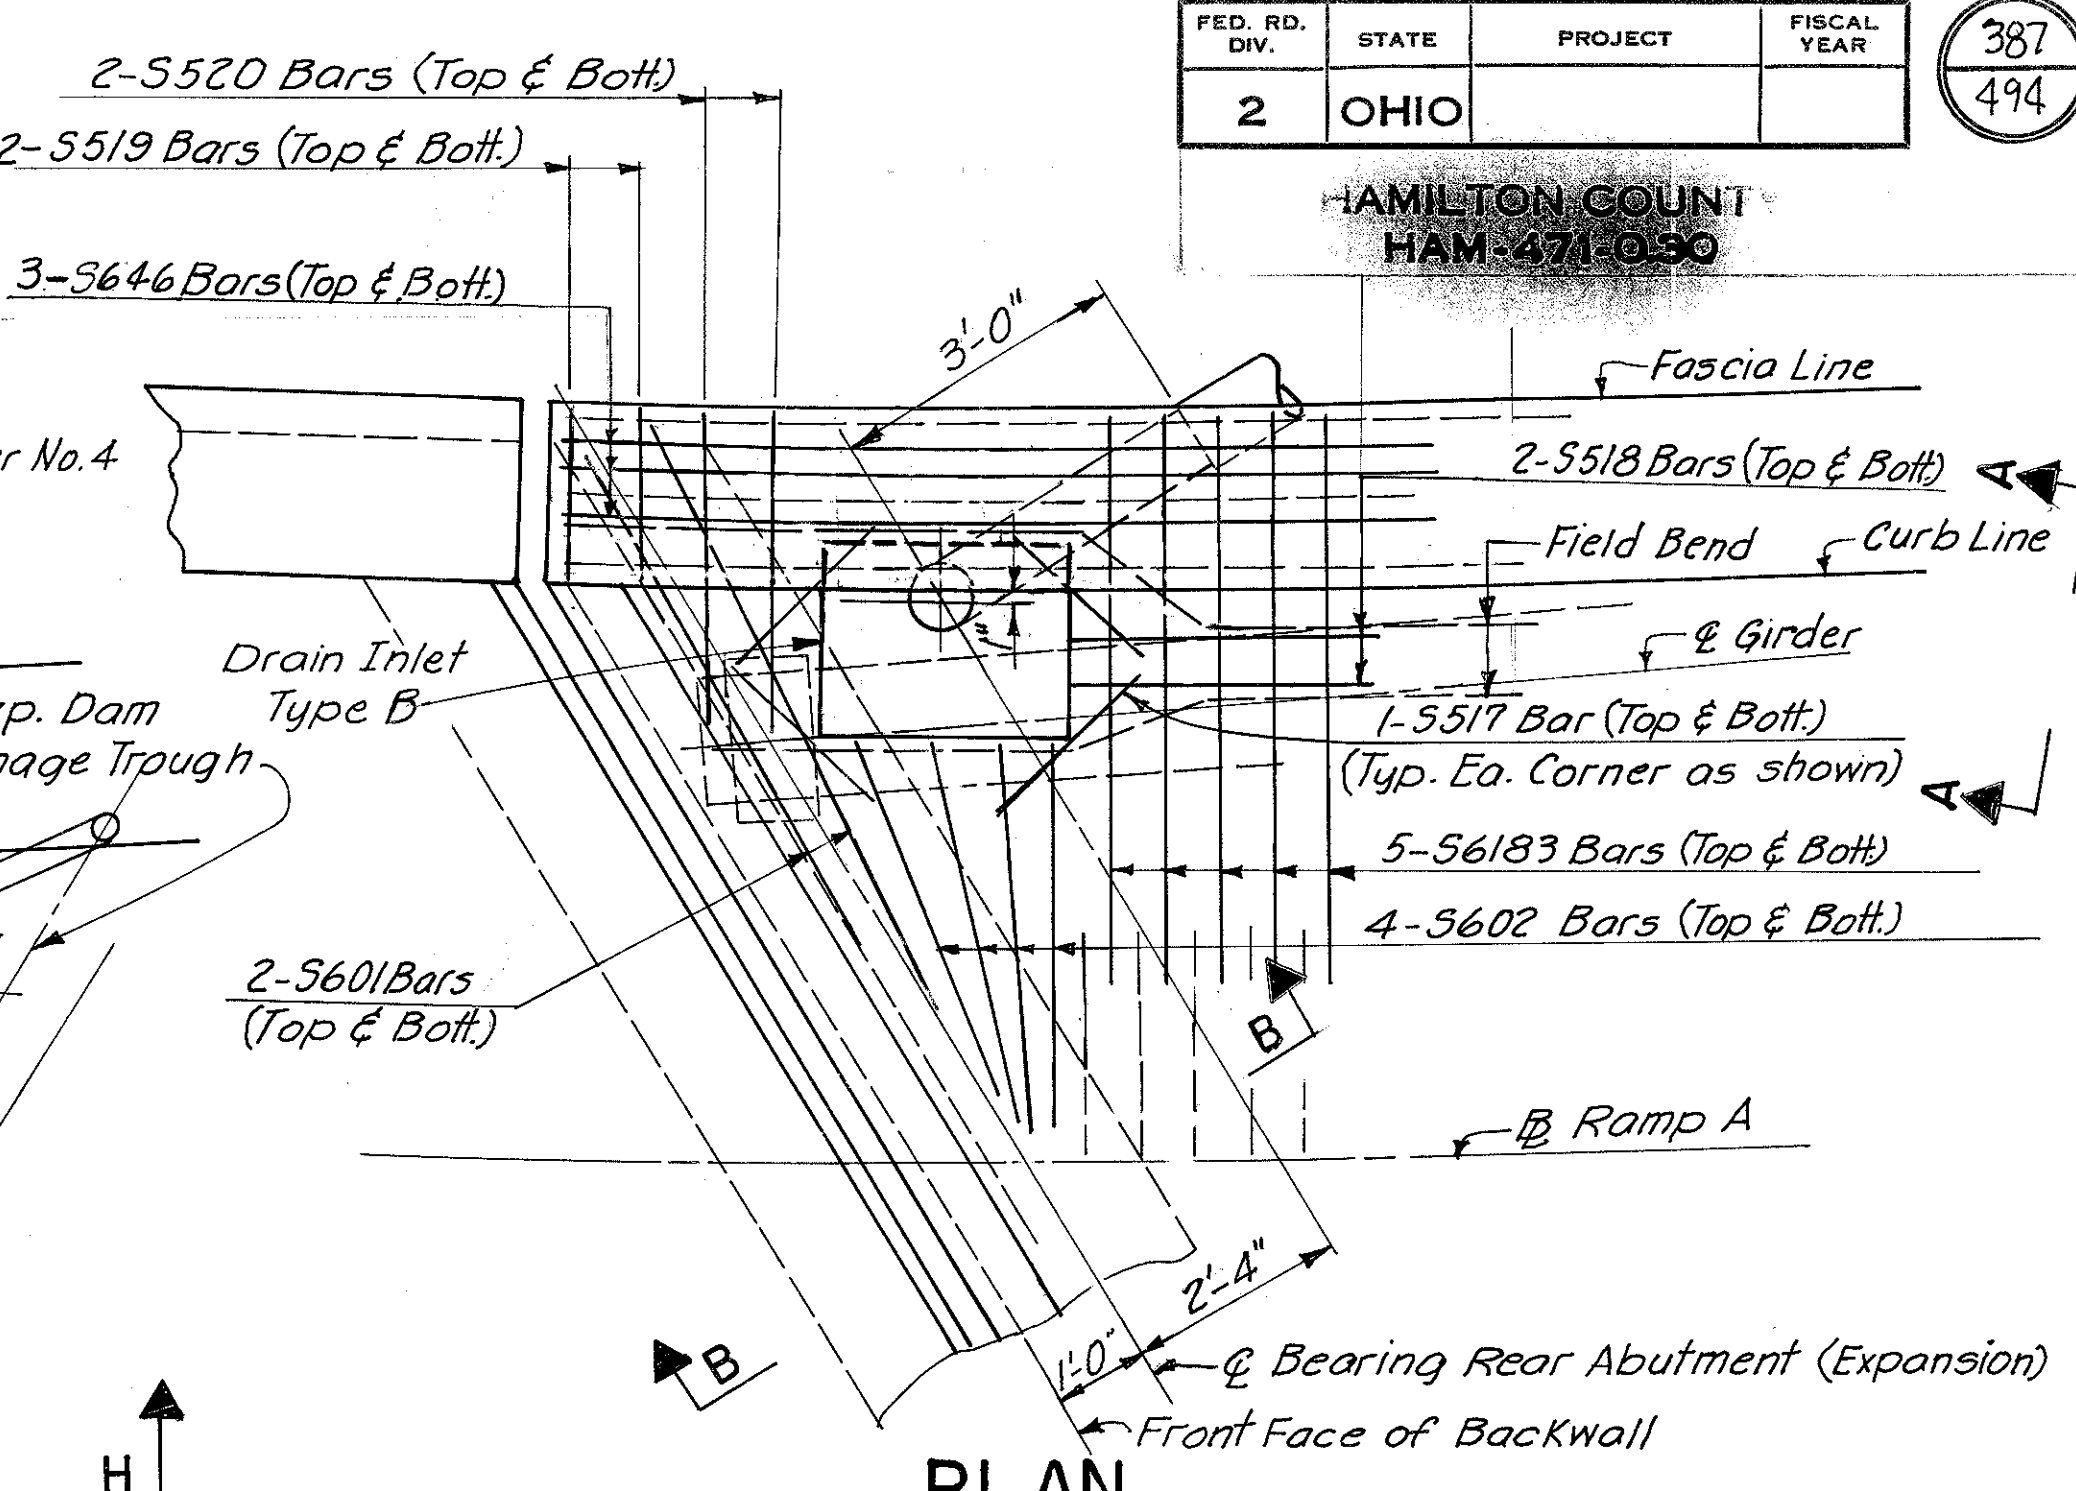 FED. RD. DIV.
STATE
PROJECT
FISCAL YEAR
2
OHIO
387
494
HAMILTON COUNT
HAM-471-0.30
2-S520 Bars (Top & Bott.)
2-S519 Bars (Top & Bott.)
3-S646 Bars (Top & Bott.)
3'-0"
Fascia Line
No. 4
2-S518 Bars (Top & Bott.)
A
Field Bend
Curb Line
1"
℄ Girder
Drain Inlet
Type B
Dam
Trough
1-S517 Bar (Top & Bott.)
(Typ. Ea. Corner as shown)
A
5-S6183 Bars (Top & Bott.)
4-S602 Bars (Top & Bott.)
2-S601 Bars
(Top & Bott.)
B
BL Ramp A
2'-4"
1'-0"
B
℄ Bearing Rear Abutment (Expansion)
Front Face of Backwall
H
PLAN